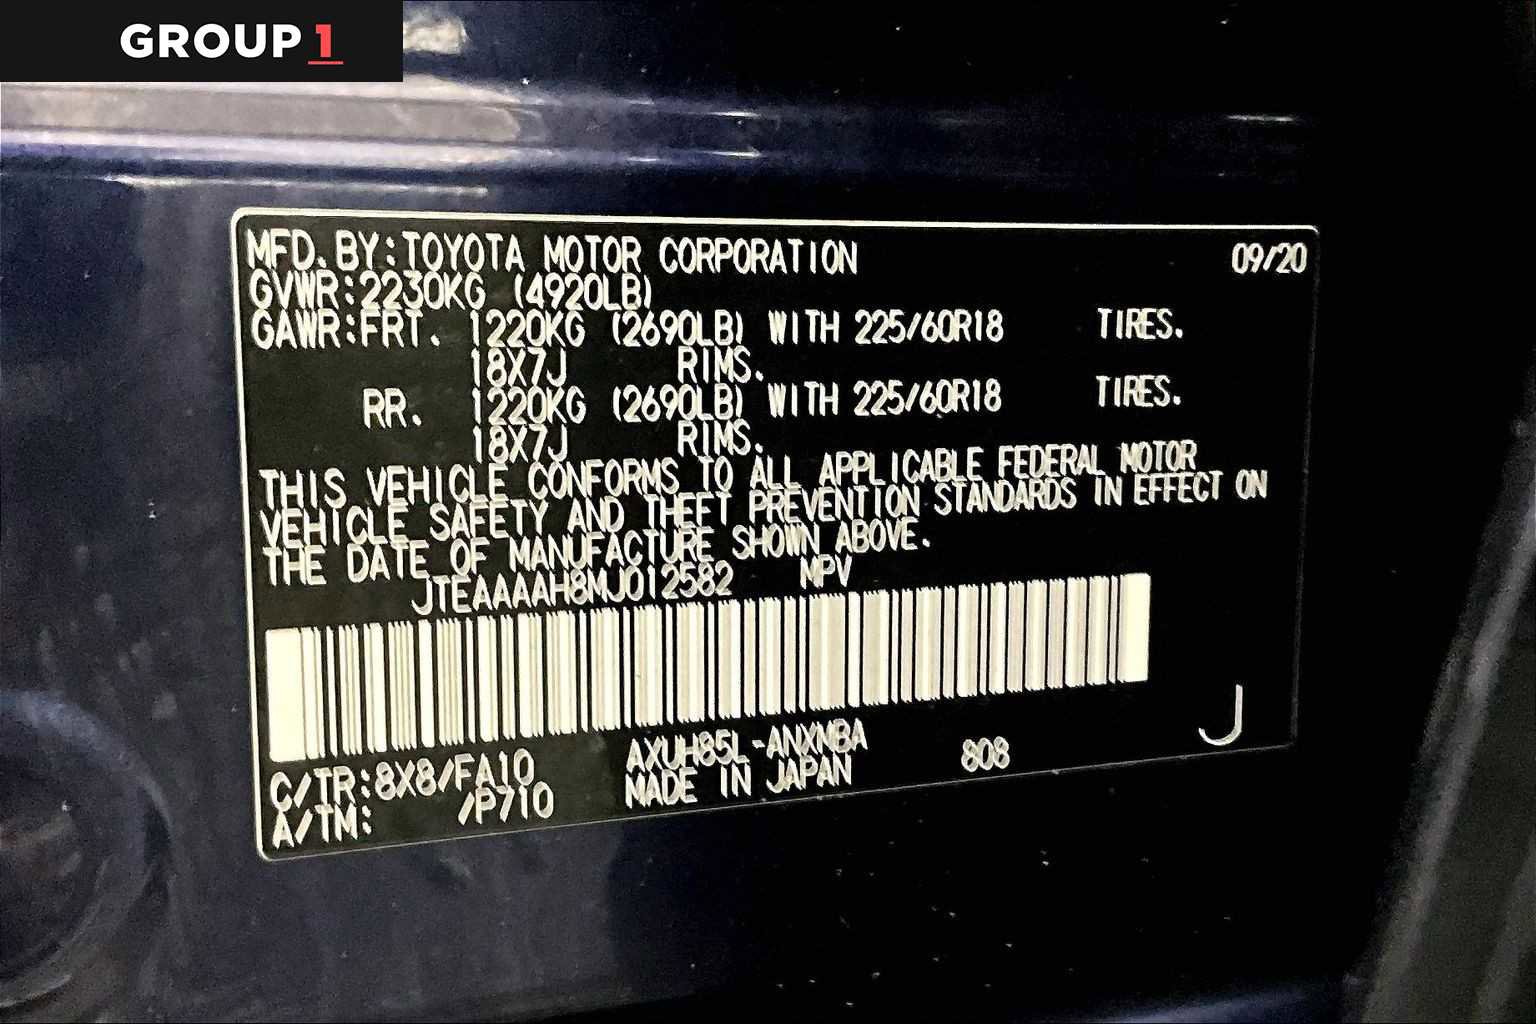 GROUP 1
MFD. BY:TOYOTA MOTOR CORPORATION 09/20
GVWR:2230KG (4920LB)
GAWR:FRT. 1220KG (2690LB) WITH 225/60R18 TIRES.
18X7J RIMS.
RR. 1220KG (2690LB) WITH 225/60R18 TIRES.
18X7J RIMS.
THIS VEHICLE CONFORMS TO ALL APPLICABLE FEDERAL MOTOR
VEHICLE SAFETY AND THEFT PREVENTION STANDARDS IN EFFECT ON
THE DATE OF MANUFACTURE SHOWN ABOVE.
JTEAAAAH8MJ012582 MPV
C/TR:8X8/FA10 AXUH85L-ANXMBA 808 J
A/TM: /P710 MADE IN JAPAN